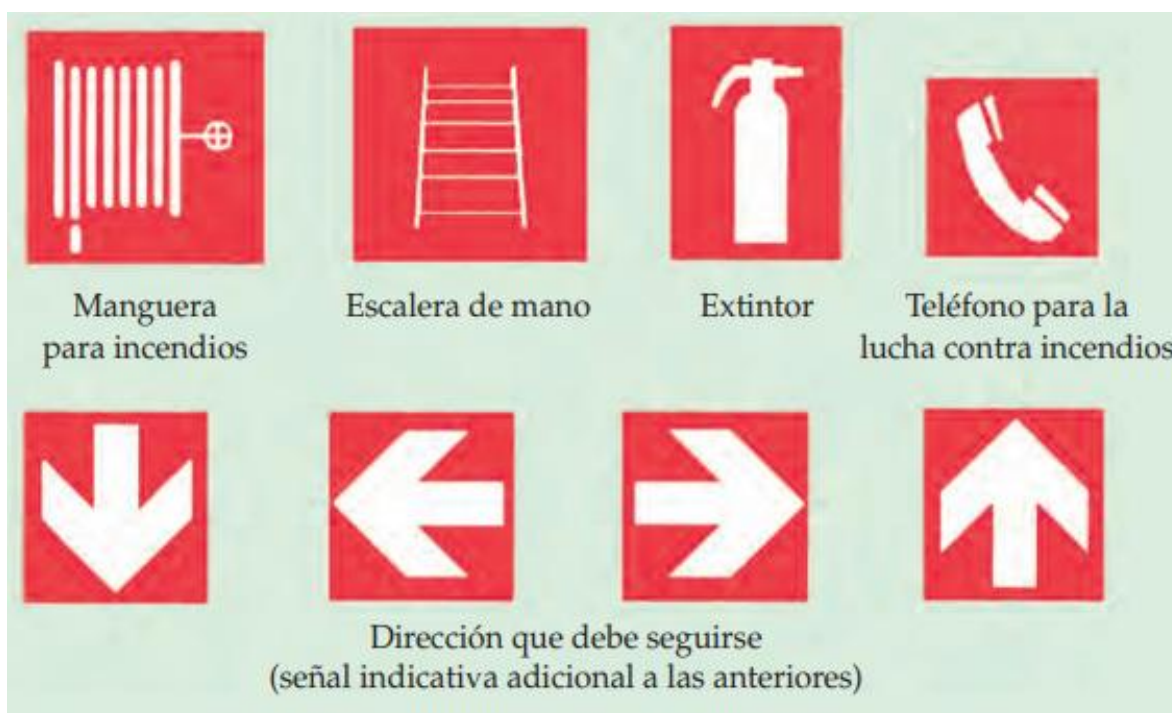 Manguera
para incendios
Escalera de mano
Extintor
Teléfono para la
lucha contra incendios
Dirección que debe seguirse
(señal indicativa adicional a las anteriores)